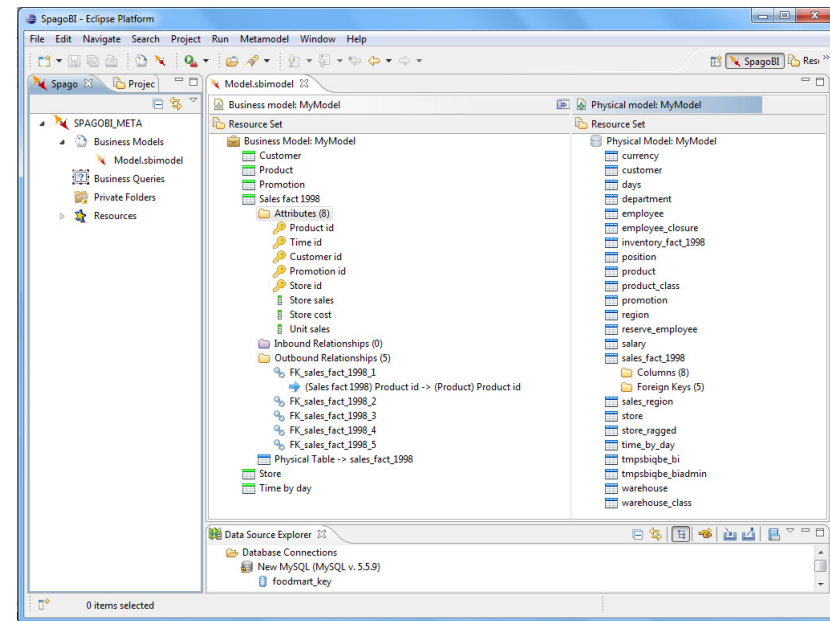 SpagoBI - Eclipse Platform
File Edit Navigate Search Project Run Metamodel Window Help
SpagoBI Res
Spago Projec
SPAGOBI_META
Business Models
Model.sbimodel
Business Queries
Private Folders
Resources
Model.sbimodel
Business model: MyModel
Resource Set
Business Model: MyModel
Customer
Product
Promotion
Sales fact 1998
Attributes (8)
Product id
Time id
Customer id
Promotion id
Store id
Store sales
Store cost
Unit sales
Inbound Relationships (0)
Outbound Relationships (5)
FK_sales_fact_1998_1
(Sales fact 1998) Product id -> (Product) Product id
FK_sales_fact_1998_2
FK_sales_fact_1998_3
FK_sales_fact_1998_4
FK_sales_fact_1998_5
Physical Table -> sales_fact_1998
Store
Time by day
Physical model: MyModel
Resource Set
Physical Model: MyModel
currency
customer
days
department
employee
employee_closure
inventory_fact_1998
position
product
product_class
promotion
region
reserve_employee
salary
sales_fact_1998
Columns (8)
Foreign Keys (5)
sales_region
store
store_ragged
time_by_day
tmpsbiqbe_bi
tmpsbiqbe_biadmin
warehouse
warehouse_class
Data Source Explorer
Database Connections
New MySQL (MySQL v. 5.5.9)
foodmart_key
0 items selected